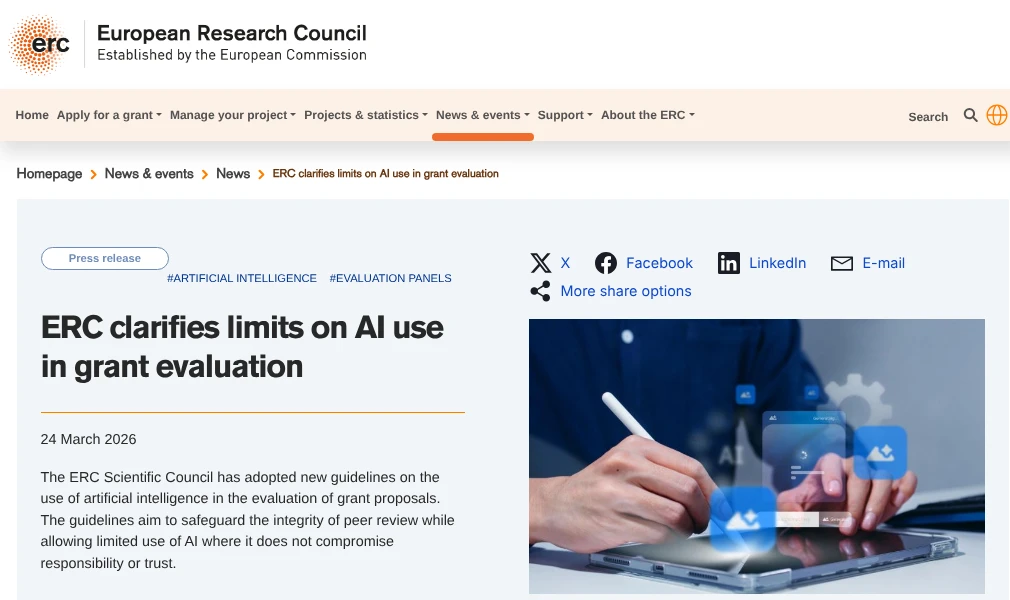 erc
European Research Council
Established by the European Commission
Home Apply for a grant Manage your project Projects & statistics News & events Support About the ERC Search
Homepage News & events News ERC clarifies limits on AI use in grant evaluation
Press release
#ARTIFICIAL INTELLIGENCE #EVALUATION PANELS
ERC clarifies limits on AI use
in grant evaluation
24 March 2026
The ERC Scientific Council has adopted new guidelines on the
use of artificial intelligence in the evaluation of grant proposals.
The guidelines aim to safeguard the integrity of peer review while
allowing limited use of AI where it does not compromise
responsibility or trust.
X Facebook LinkedIn E-mail
More share options
AI